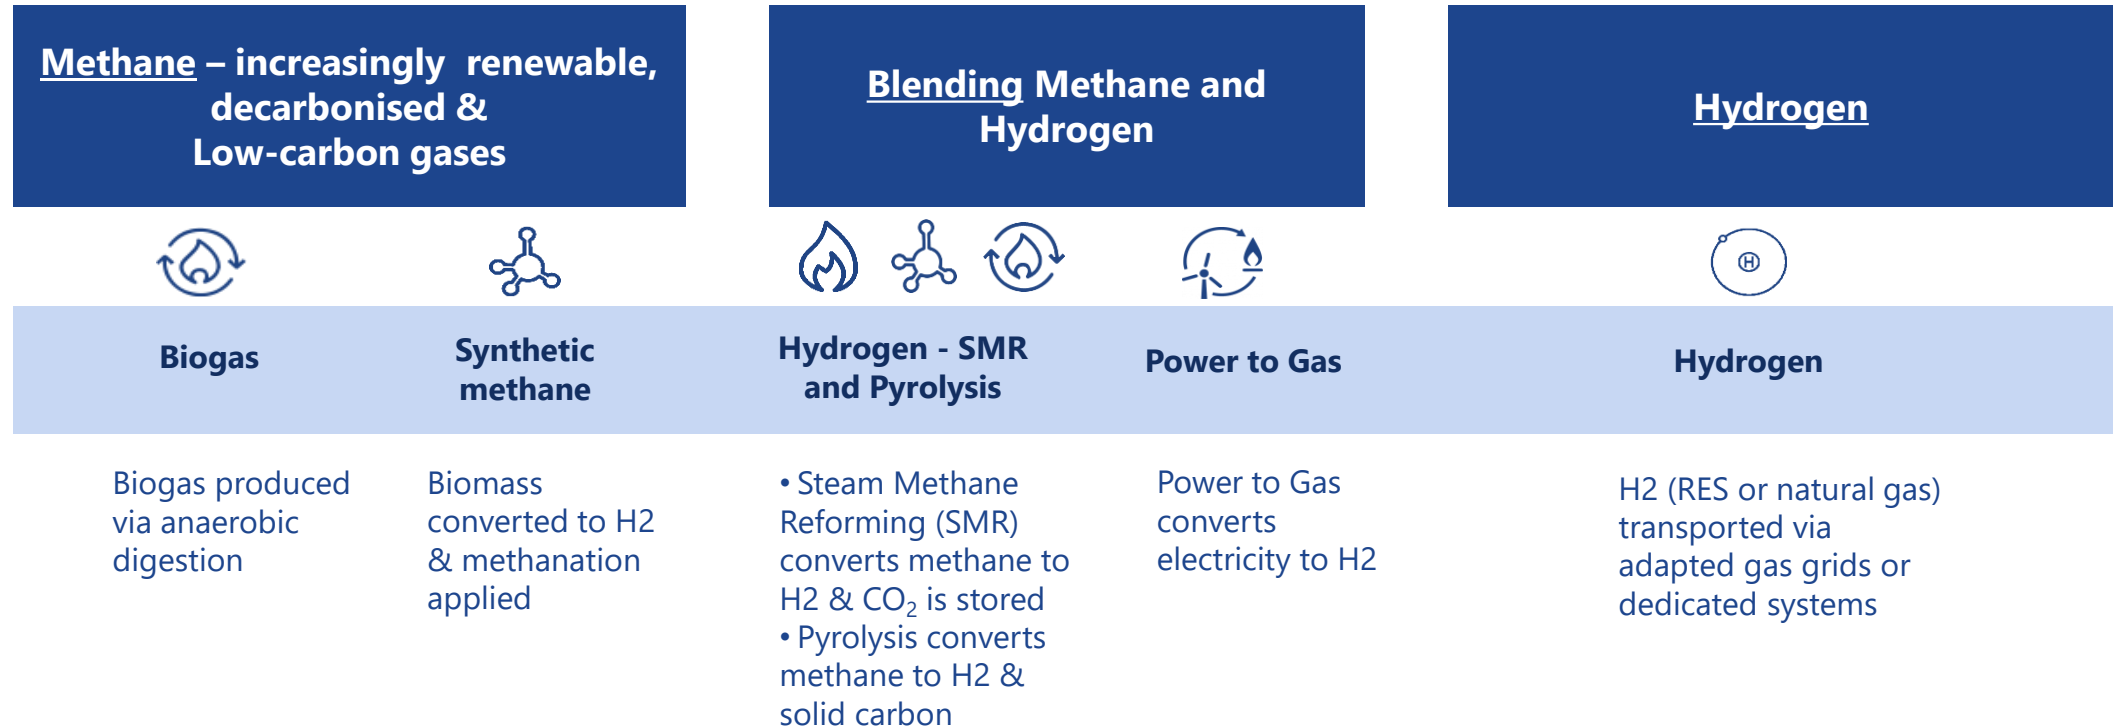 Methane – increasingly  renewable,
decarbonised &
Low-carbon gases
Blending Methane and
Hydrogen
Hydrogen
H
Biogas
Synthetic
methane
Hydrogen - SMR
and Pyrolysis
Power to Gas
Hydrogen
Biogas produced
via anaerobic
digestion
Biomass
converted to H2
& methanation
applied
• Steam Methane
Reforming (SMR)
converts methane to
H2 & CO₂ is stored
• Pyrolysis converts
methane to H2 &
solid carbon
Power to Gas
converts
electricity to H2
H2 (RES or natural gas)
transported via
adapted gas grids or
dedicated systems